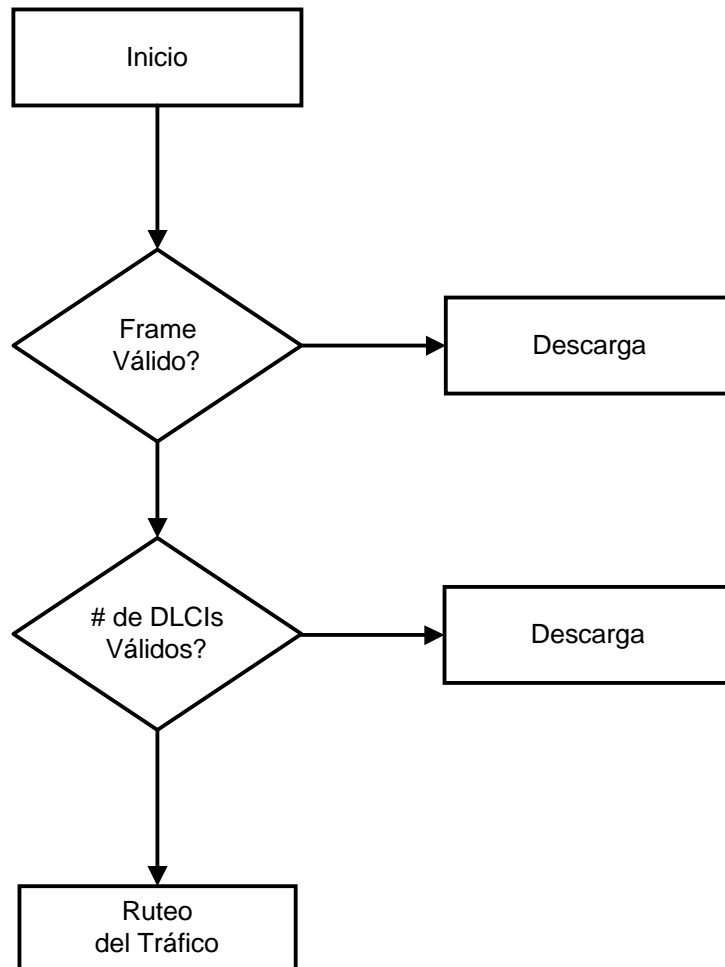 Inicio
Frame
Válido?
Descarga
# de DLCIs
Válidos?
Descarga
Ruteo
del Tráfico